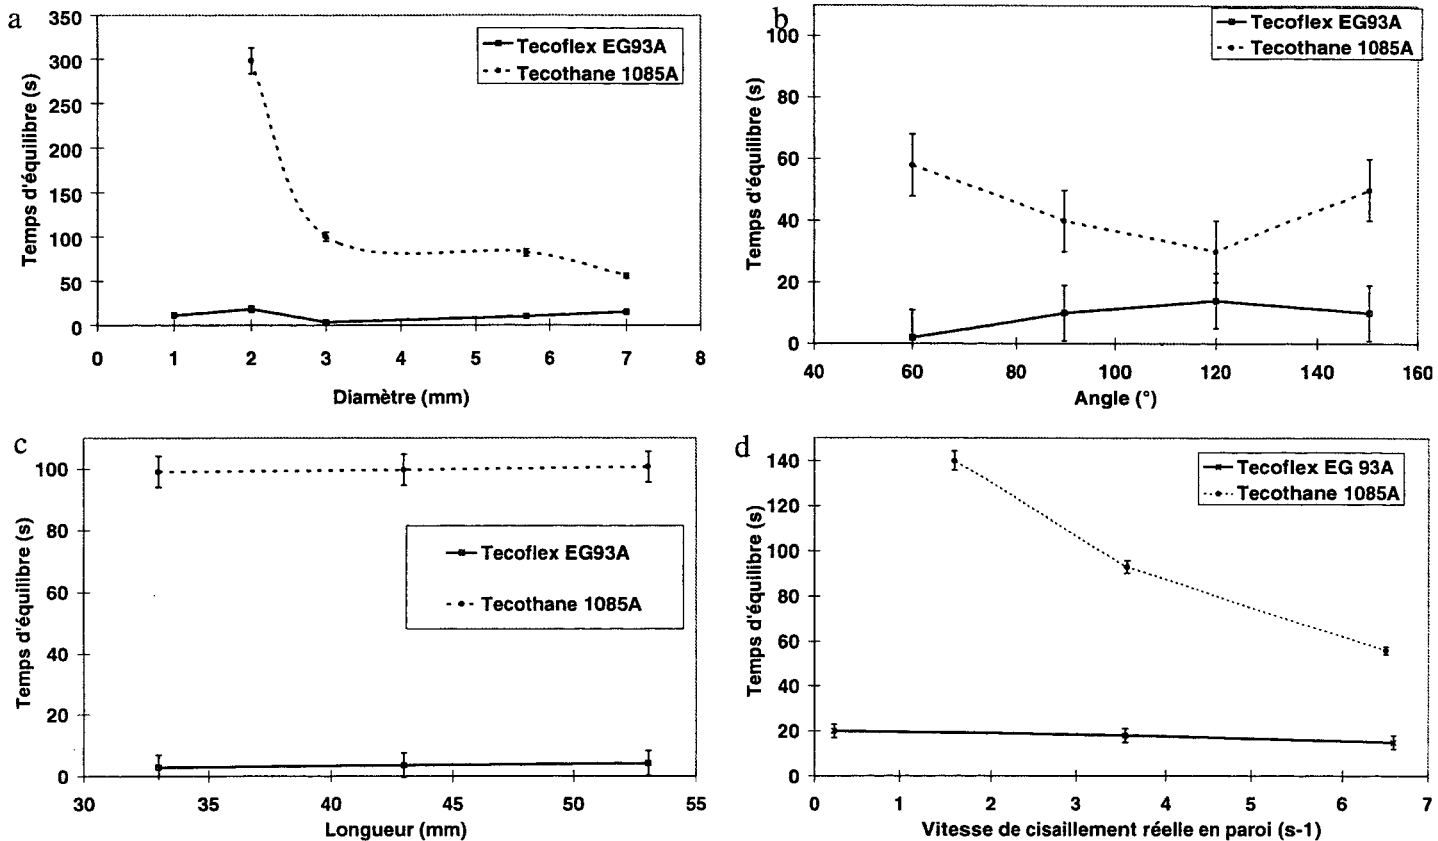 a
Temps d'équilibre (s)
350
300
250
200
150
100
50
0
0 1 2 3 4 5 6 7 8
Diamètre (mm)
Tecoflex EG93A
Tecothane 1085A
b
Temps d'équilibre (s)
100
80
60
40
20
0
40 60 80 100 120 140 160
Angle (°)
Tecoflex EG93A
Tecothane 1085A
c
Temps d'équilibre (s)
100
80
60
40
20
0
30 35 40 45 50 55
Longueur (mm)
Tecoflex EG93A
Tecothane 1085A
d
Temps d'équilibre (s)
140
120
100
80
60
40
20
0
0 1 2 3 4 5 6 7
Vitesse de cisaillement réelle en paroi (s-1)
Tecoflex EG 93A
Tecothane 1085A